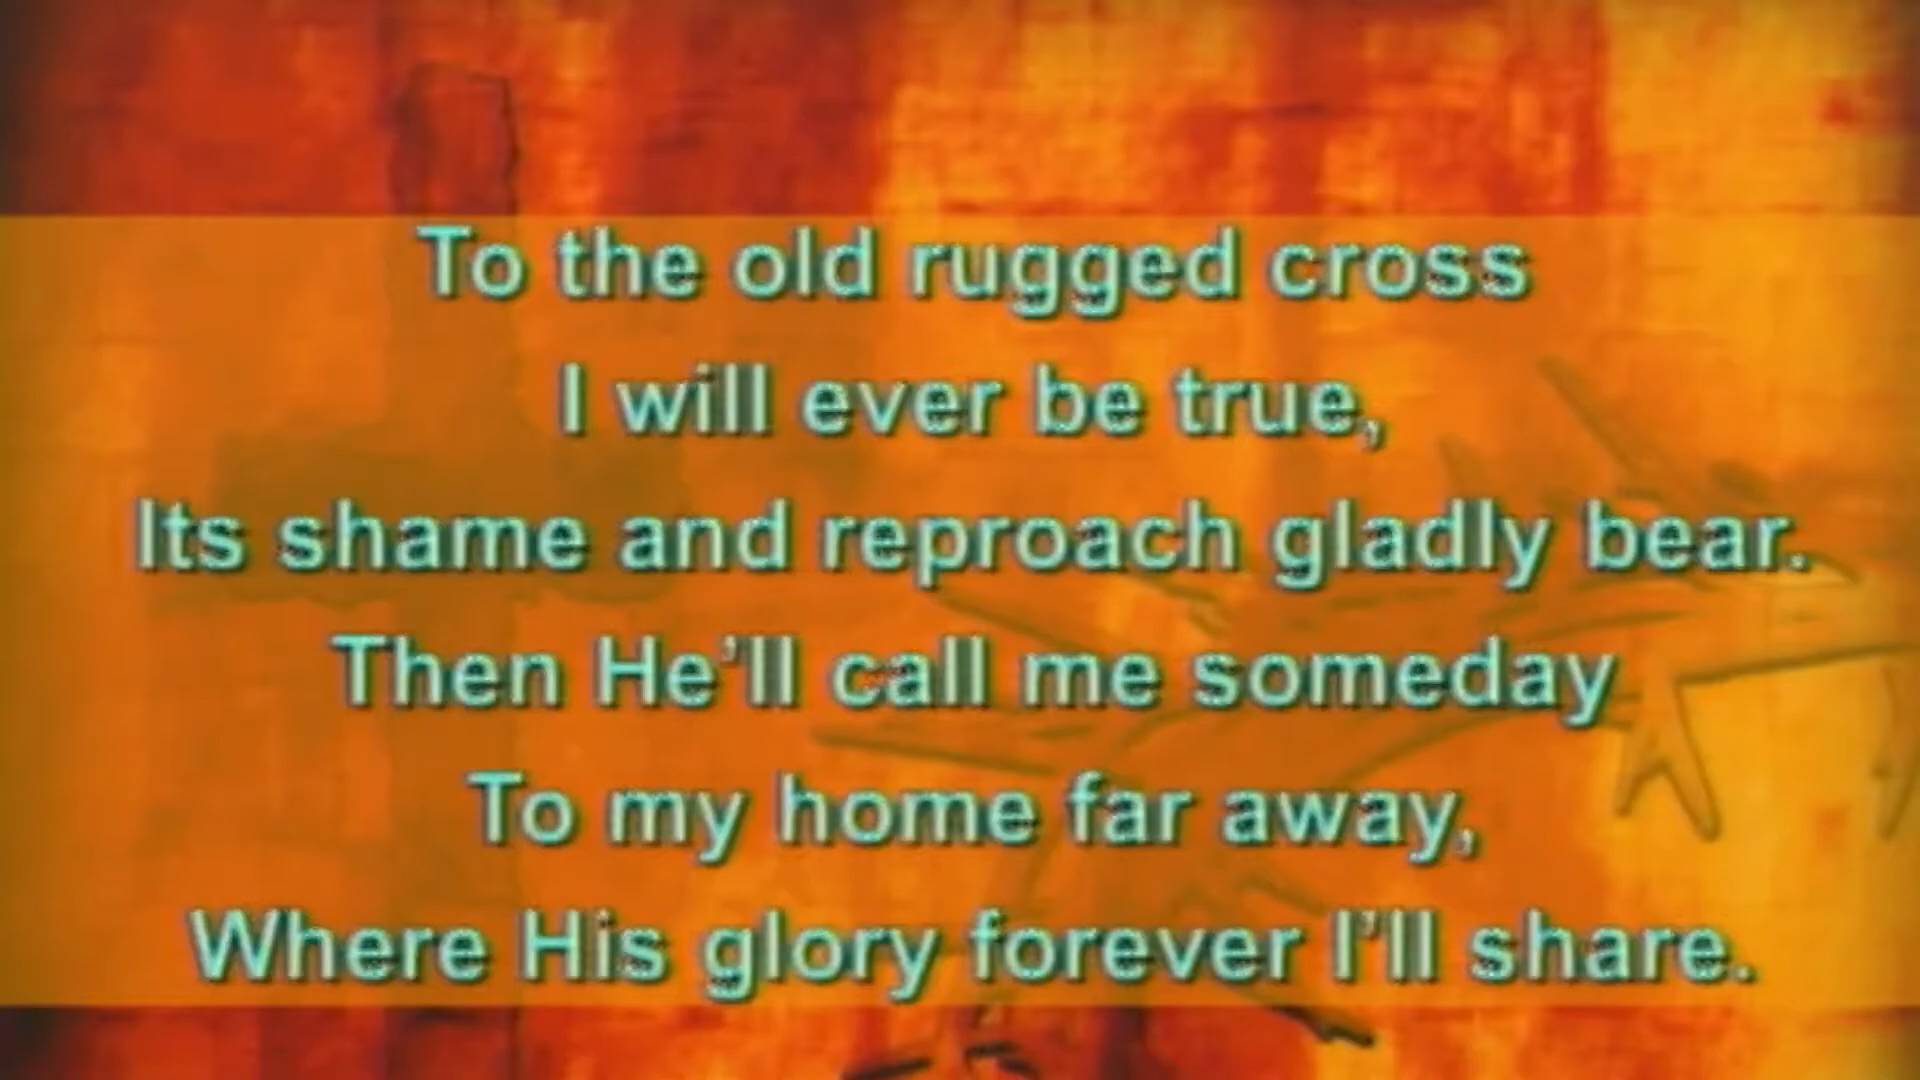 To the old rugged cross
I will ever be true,
Its shame and reproach gladly bear.
Then He’ll call me someday
To my home far away,
Where His glory forever I’ll share.